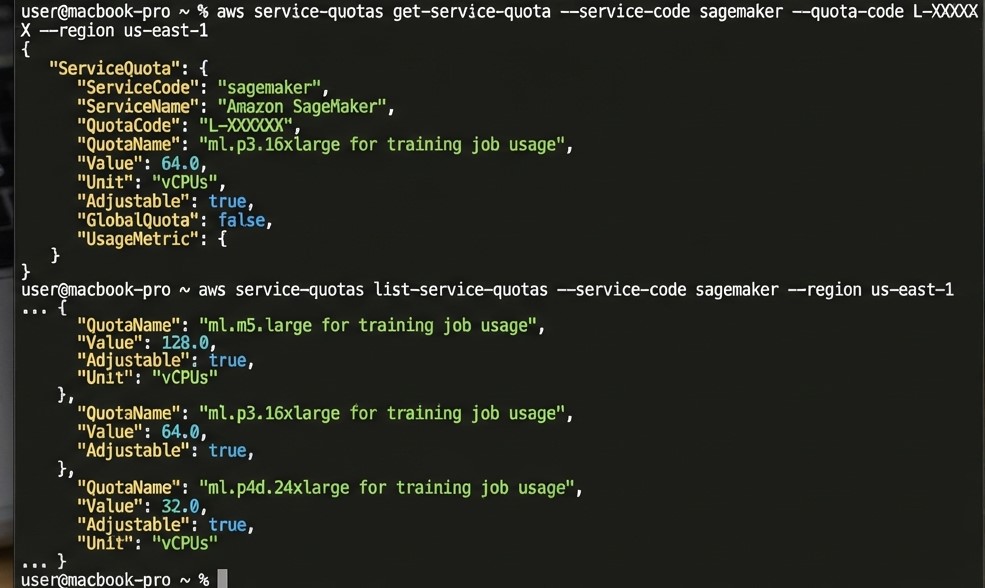 user@macbook-pro ~ % aws service-quotas get-service-quota --service-code sagemaker --quota-code L-XXXXX
X --region us-east-1
{
"ServiceQuota": {
"ServiceCode": "sagemaker",
"ServiceName": "Amazon SageMaker",
"QuotaCode": "L-XXXXXX",
"QuotaName": "ml.p3.16xlarge for training job usage",
"Value": 64.0,
"Unit": "vCPUs",
"Adjustable": true,
"GlobalQuota": false,
"UsageMetric": {
}
}
user@macbook-pro ~ aws service-quotas list-service-quotas --service-code sagemaker --region us-east-1
... {
"QuotaName": "ml.m5.large for training job usage",
"Value": 128.0,
"Adjustable": true,
"Unit": "vCPUs"
},
"QuotaName": "ml.p3.16xlarge for training job usage",
"Value": 64.0,
"Adjustable": true,
},
"QuotaName": "ml.p4d.24xlarge for training job usage",
"Value": 32.0,
"Adjustable": true,
"Unit": "vCPUs"
... }
user@macbook-pro ~ %